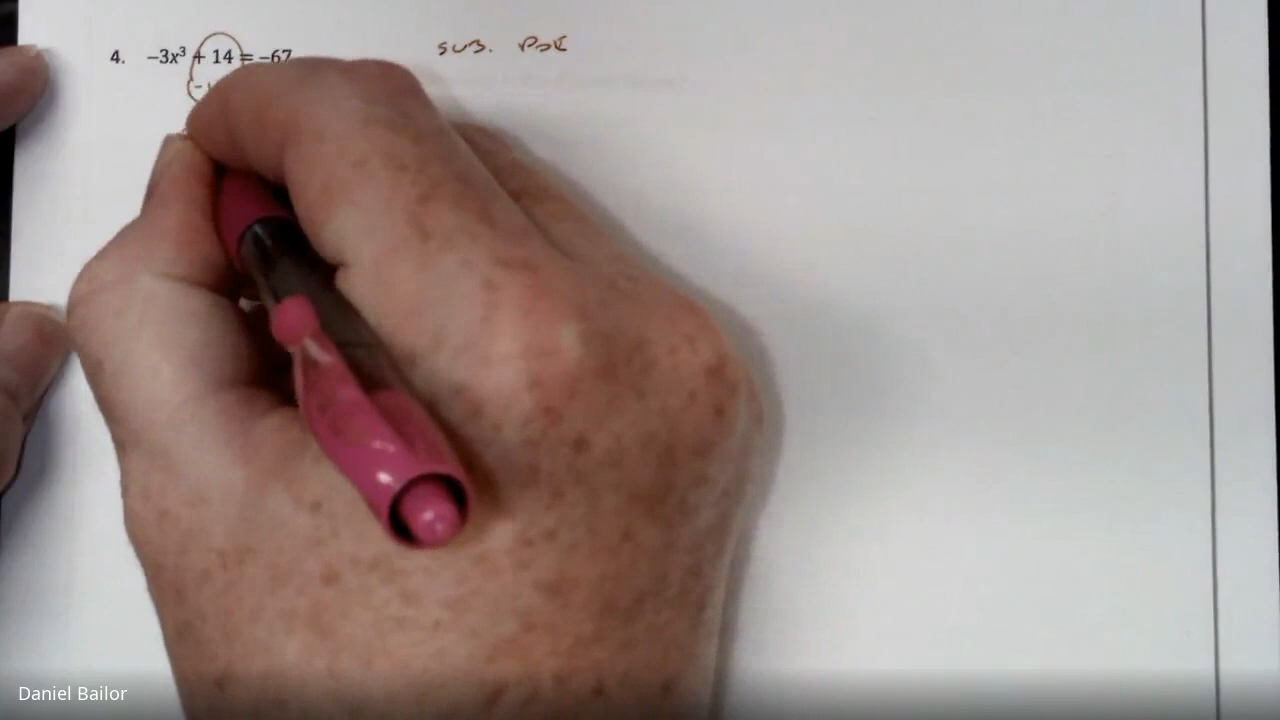 4. −3x³ + 14 = −67
SUB. POE
Daniel Bailor